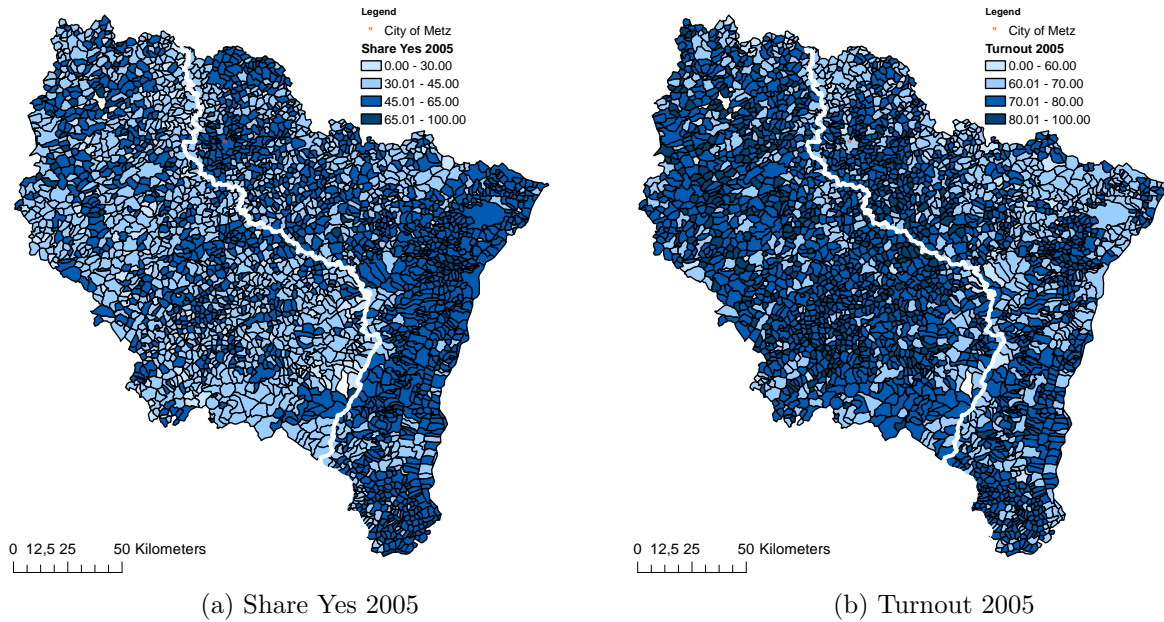 Legend
City of Metz
Share Yes 2005
0.00 - 30.00
30.01 - 45.00
45.01 - 65.00
65.01 - 100.00
0 12,5 25 50 Kilometers
(a) Share Yes 2005
Legend
City of Metz
Turnout 2005
0.00 - 60.00
60.01 - 70.00
70.01 - 80.00
80.01 - 100.00
0 12,5 25 50 Kilometers
(b) Turnout 2005